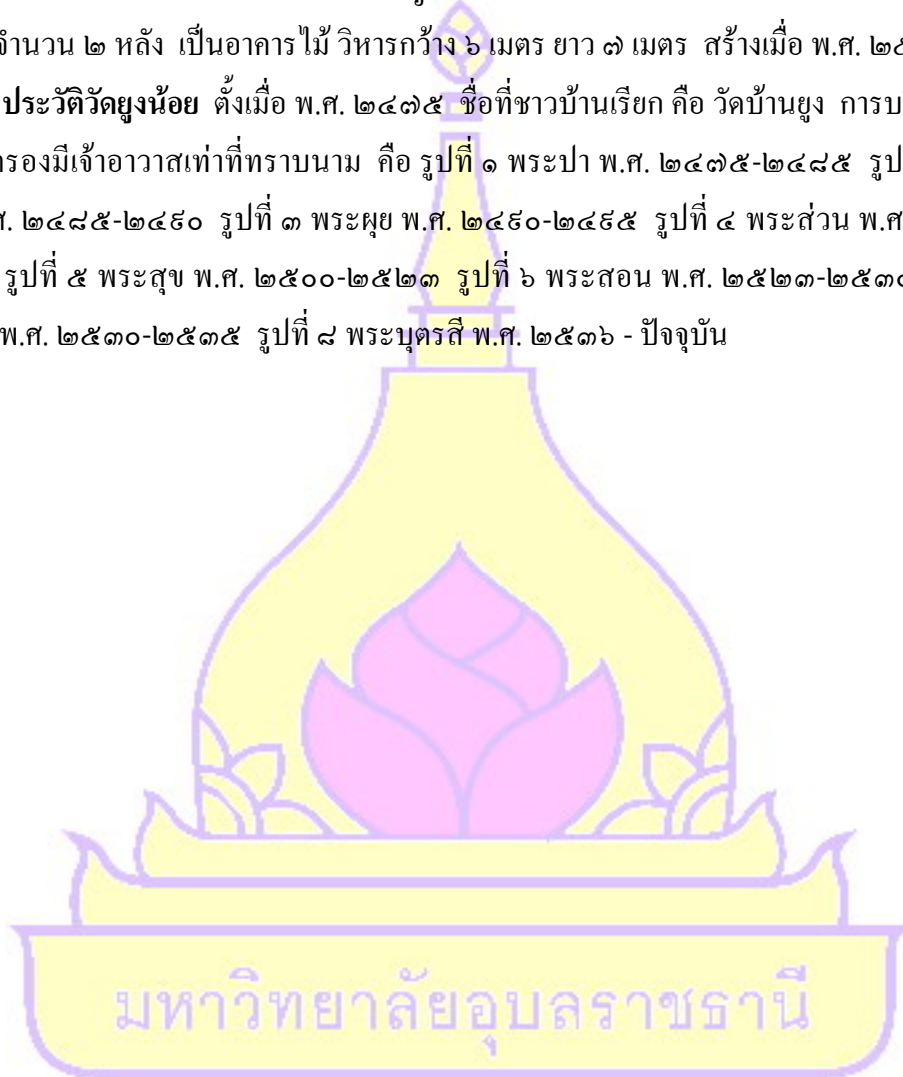 จำนวน ๒ หลัง เป็นอาคารไม้ วิหารกว้าง ๖ เมตร ยาว ๗ เมตร สร้างเมื่อ พ.ศ.
ประวัติวัดยูงน้อย ตั้งเมื่อ พ.ศ. ๒๔๗๕ ชื่อที่ชาวบ้านเรียก คือ วัดบ้านยูง
มีเจ้าอาวาสเท่าที่ทราบนาม คือ รูปที่ ๑ พระปา พ.ศ. ๒๔๗๕-๒๔๘๕
๒๔๘๕-๒๔๙๐ รูปที่ ๓ พระผุย พ.ศ. ๒๔๙๐-๒๔๙๕ รูปที่ ๔ พระส่วน พ.ศ.
รูปที่ ๕ พระสุข พ.ศ. ๒๕๐๐-๒๕๒๓ รูปที่ ๖ พระสอน พ.ศ. ๒๕๒๓-๒๕๓๐
พ.ศ. ๒๕๓๐-๒๕๓๕ รูปที่ ๘ พระบุตรสี พ.ศ. ๒๕๓๖ - ปัจจุบัน
มหาวิทยาลัยอุบลราชธานี